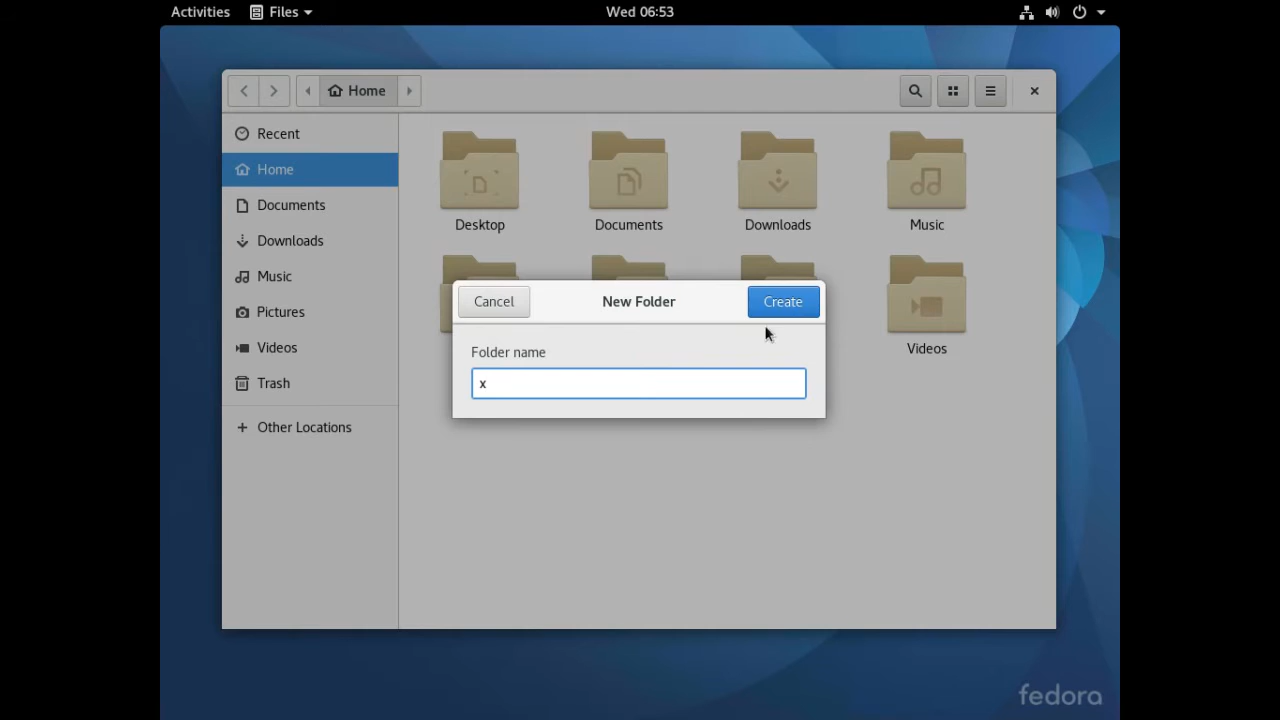 Activities Files Wed 06:53
Home
Recent
Home
Documents
Downloads
Music
Pictures
Videos
Trash
Other Locations
Desktop Documents Downloads Music
Videos
Cancel New Folder Create
Folder name
x
fedora